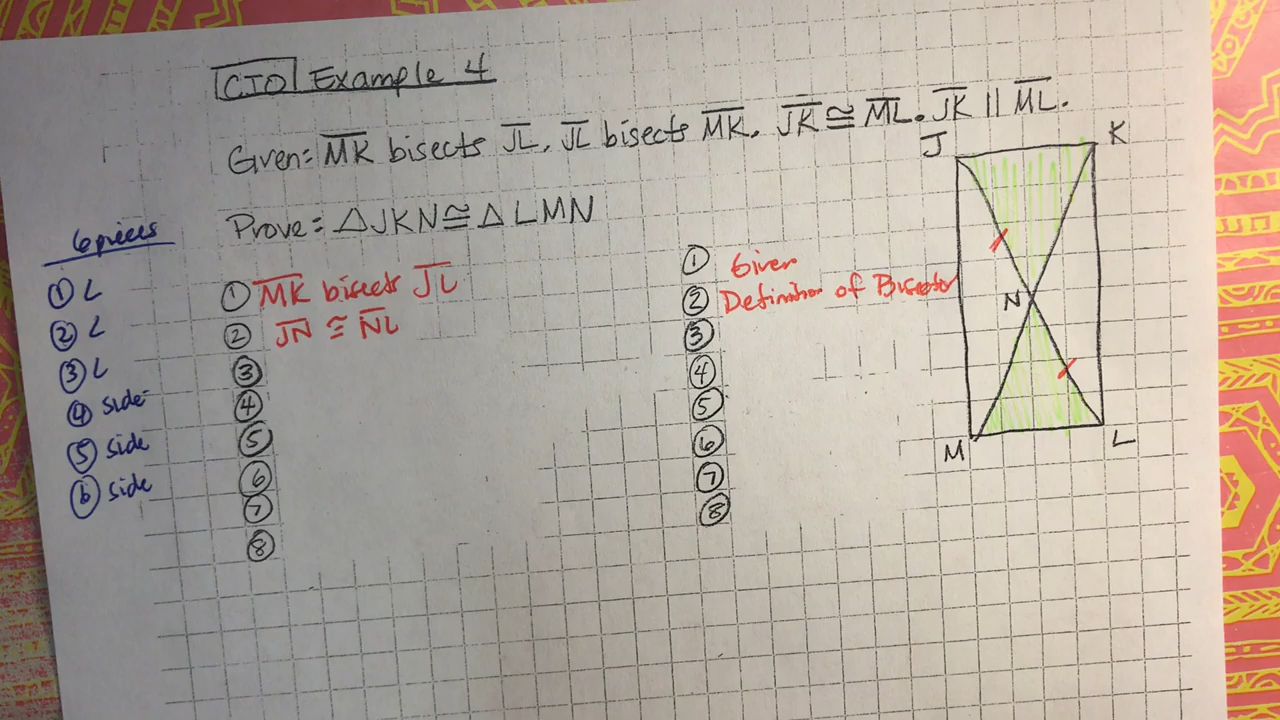 CIO Example 4
Given: MK bisects JL, JL bisects MK. JK ≅ ML. JK || ML.
Prove: △JKN ≅ △LMN
6 pieces
① L
② L
③ L
④ side
⑤ side
⑥ side
① MK bisects JL
② JN ≅ NL
③
④
⑤
⑥
⑦
⑧
① Given
② Definition of Bisector
③
④
⑤
⑥
⑦
⑧
J K
N
M L